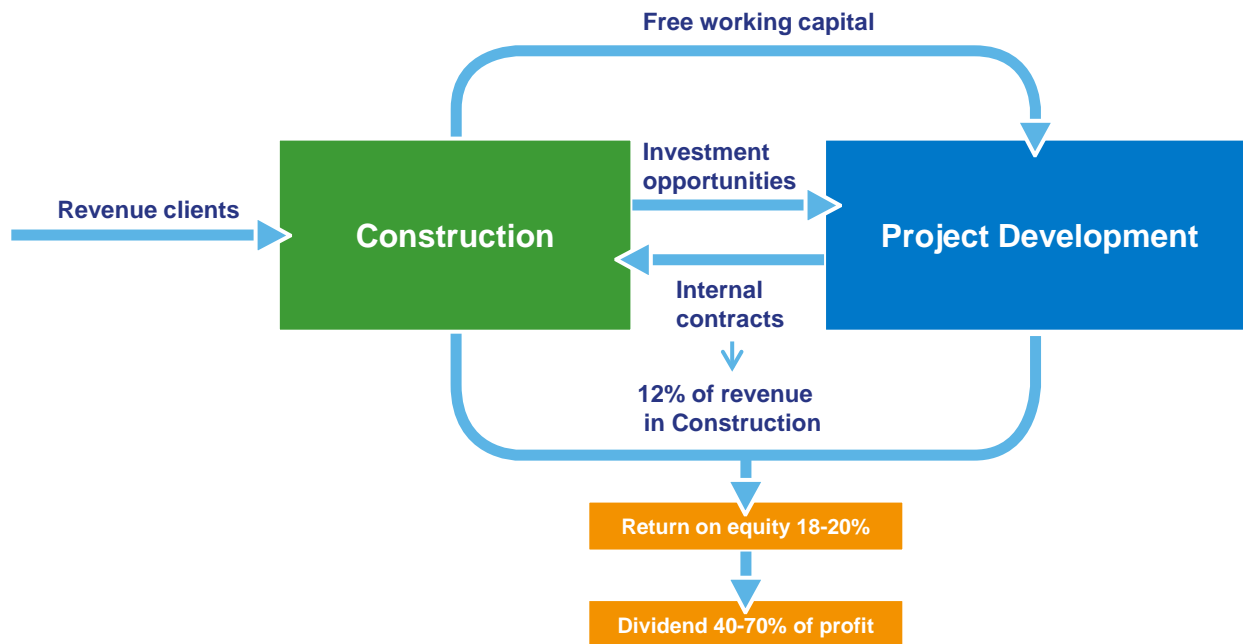 Free working capital
Investment
opportunities
Revenue clients
Construction
Project Development
Internal
contracts
12% of revenue
in Construction
Return on equity 18-20%
Dividend 40-70% of profit